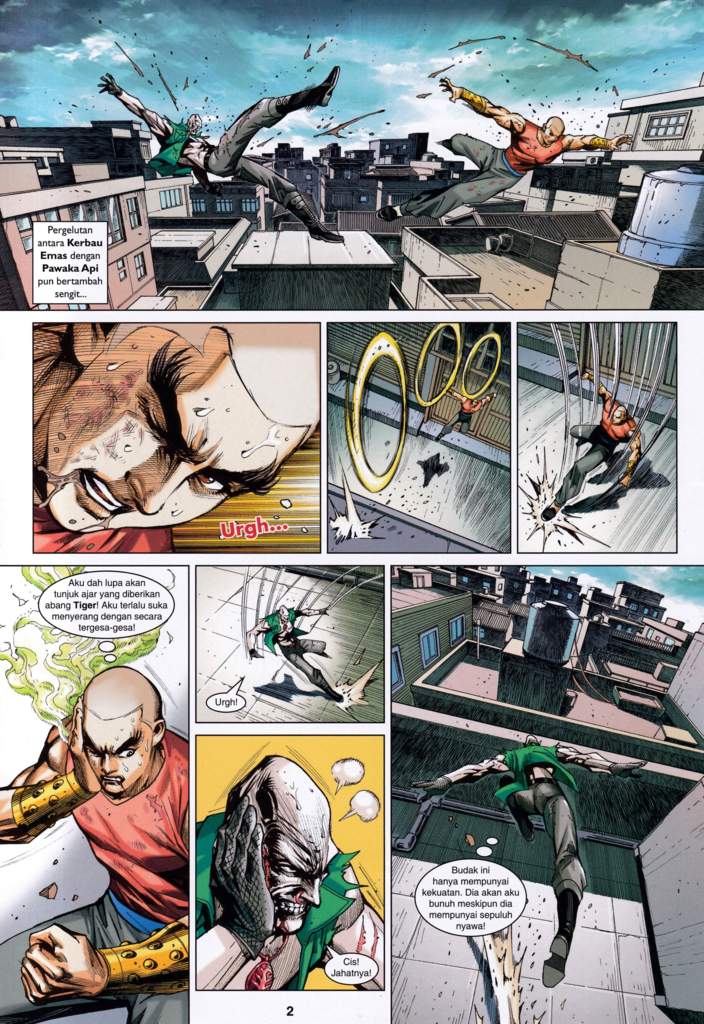 Pergelutan
antara Kerbau
Emas dengan
Pawaka Api
pun bertambah
sengit...
Urgh...
Aku dah lupa akan
tunjuk ajar yang diberikan
abang Tiger! Aku terlalu suka
menyerang dengan secara
tergesa-gesa!
Urgh!
Cis!
Jahatnya!
Budak ini
hanya mempunyai
kekuatan. Dia akan aku
bunuh meskipun dia
mempunyai sepuluh
nyawa!
2